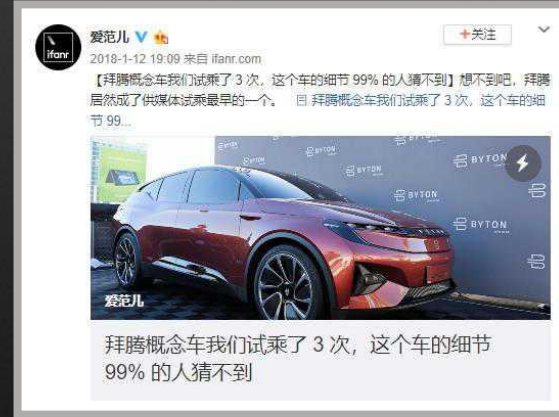 ifanr
爱范儿
+关注
2018-1-12 19:09 来自 ifanr.com
【拜腾概念车我们试乘了 3 次，这个车的细节 99% 的人猜不到】想不到吧，拜腾
居然成了供媒体试乘最早的一个。 拜腾概念车我们试乘了 3 次，这个车的细
节 99...
BYTON
BYTON
BYTON
BYTON
BYTON
爱范儿
拜腾概念车我们试乘了 3 次，这个车的细节
99% 的人猜不到